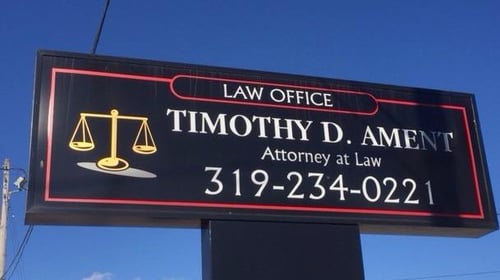 LAW OFFICE
TIMOTHY D. AMENT
Attorney at Law
319-234-0221